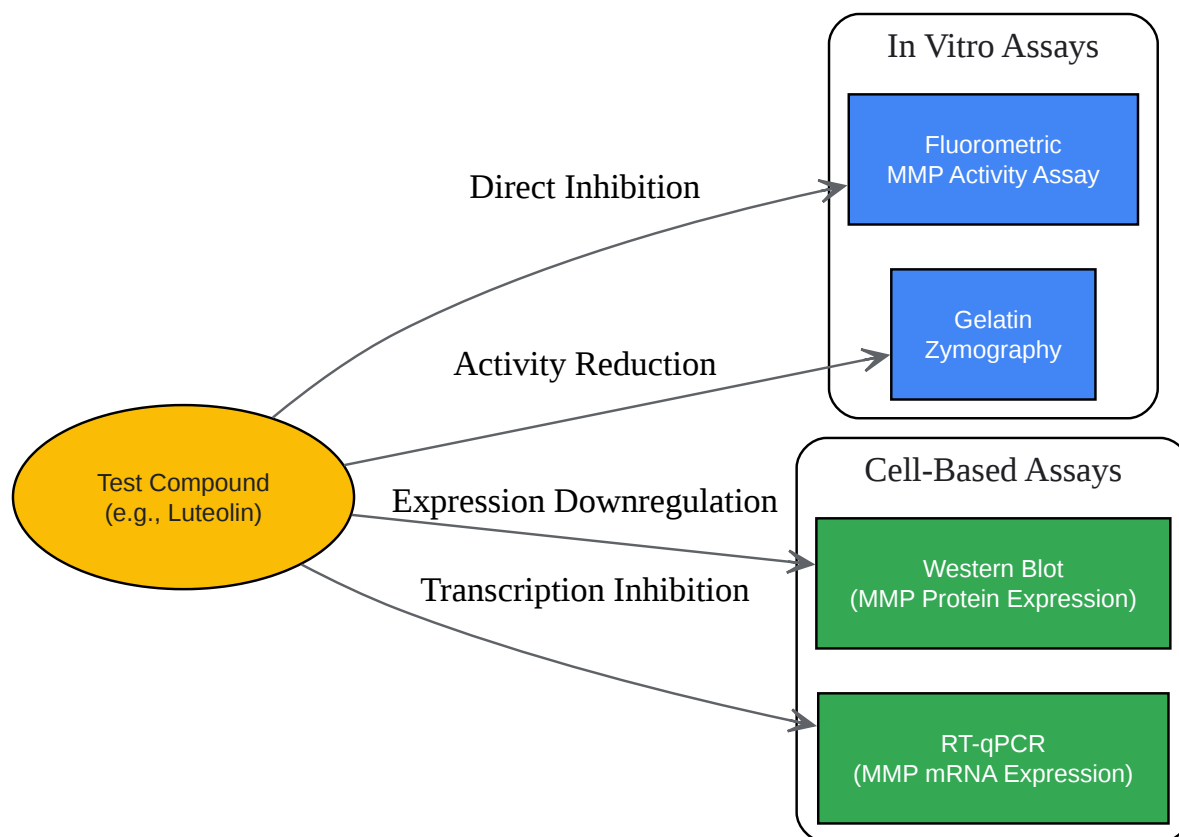 In Vitro Assays
Fluorometric
MMP Activity Assay
Direct Inhibition
Gelatin
Zymography
Activity Reduction
Test Compound
(e.g., Luteolin)
Cell-Based Assays
Expression Downregulation
Western Blot
(MMP Protein Expression)
Transcription Inhibition
RT-qPCR
(MMP mRNA Expression)